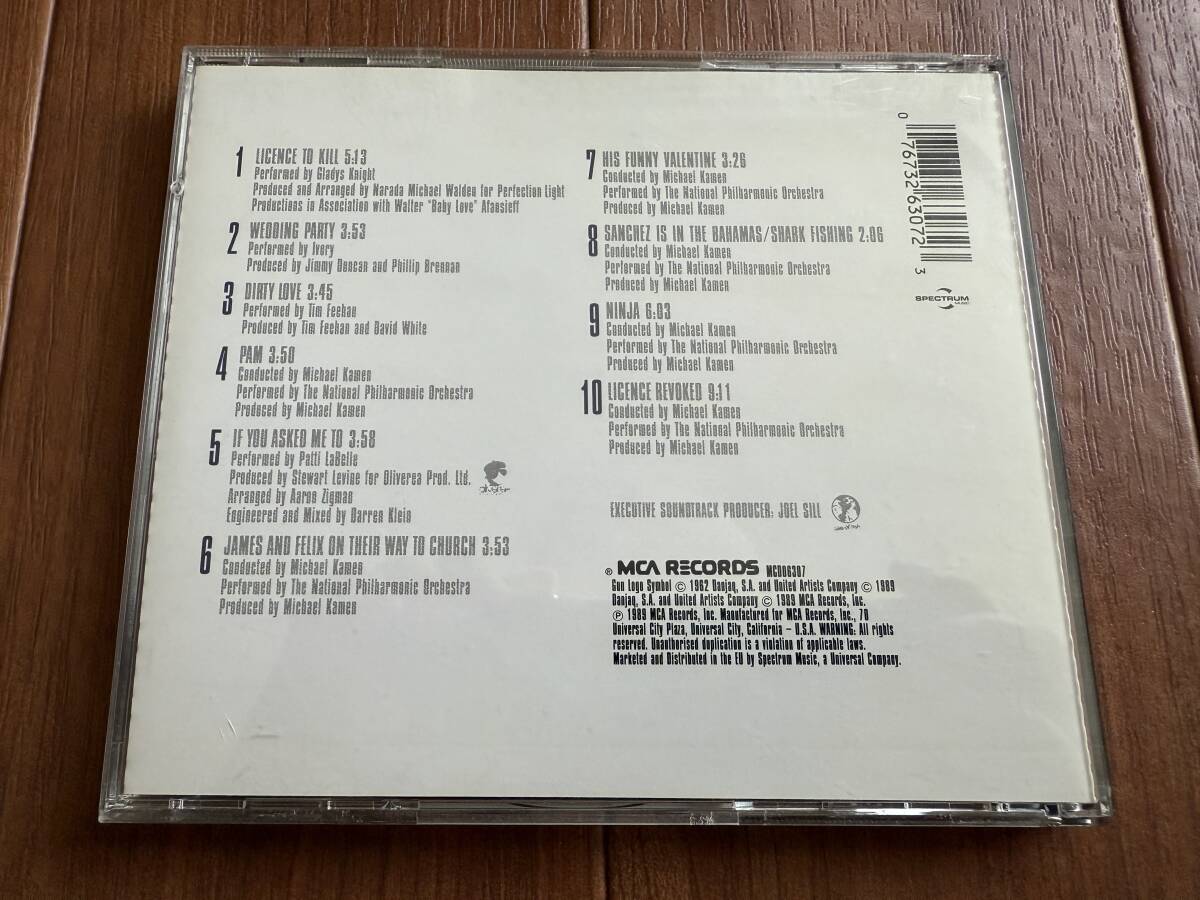 1 LICENCE TO KILL 5:13
Performed by Gladys Knight
Produced and Arranged by Narada Michael Walden for Perfection Light
Productions in Association with Walter "Baby Love" Afansieff
2 WEDDING PARTY 3:53
Performed by Ivory
Produced by Jimmy Duncan and Phillip Brennan
3 DIRTY LOVE 3:45
Performed by Tim Feehan
Produced by Tim Feehan and David White
4 PAM 3:50
Conducted by Michael Kamen
Performed by The National Philharmonic Orchestra
Produced by Michael Kamen
5 IF YOU ASKED ME TO 3:58
Performed by Patti LaBelle
Produced by Stewart Levine for Oliverea Prod. Ltd.
Arranged by Aaron Zigman
Engineered and Mixed by Darren Klein
6 JAMES AND FELIX ON THEIR WAY TO CHURCH 3:53
Conducted by Michael Kamen
Performed by The National Philharmonic Orchestra
Produced by Michael Kamen
7 HIS FUNNY VALENTINE 3:26
Conducted by Michael Kamen
Performed by The National Philharmonic Orchestra
Produced by Michael Kamen
8 SANCHEZ IS IN THE BAHAMAS/SHARK FISHING 2:06
Conducted by Michael Kamen
Performed by The National Philharmonic Orchestra
Produced by Michael Kamen
9 NINJA 6:03
Conducted by Michael Kamen
Performed by The National Philharmonic Orchestra
Produced by Michael Kamen
10 LICENCE REVOKED 9:11
Conducted by Michael Kamen
Performed by The National Philharmonic Orchestra
Produced by Michael Kamen
EXECUTIVE SOUNDTRACK PRODUCER: JOEL SILL
® MCA RECORDS MCD06307
Gun Logo Symbol © 1962 Danjaq, S.A. and United Artists Company © 1989
Danjaq, S.A. and United Artists Company © 1989 MCA Records, Inc.
℗ 1989 MCA Records, Inc. Manufactured for MCA Records, Inc., 70
Universal City Plaza, Universal City, California – U.S.A. WARNING: All rights
reserved. Unauthorised duplication is a violation of applicable laws.
Marketed and Distributed in the EU by Spectrum Music, a Universal Company.
0 76732 63072 3
SPECTRUM
MUSIC